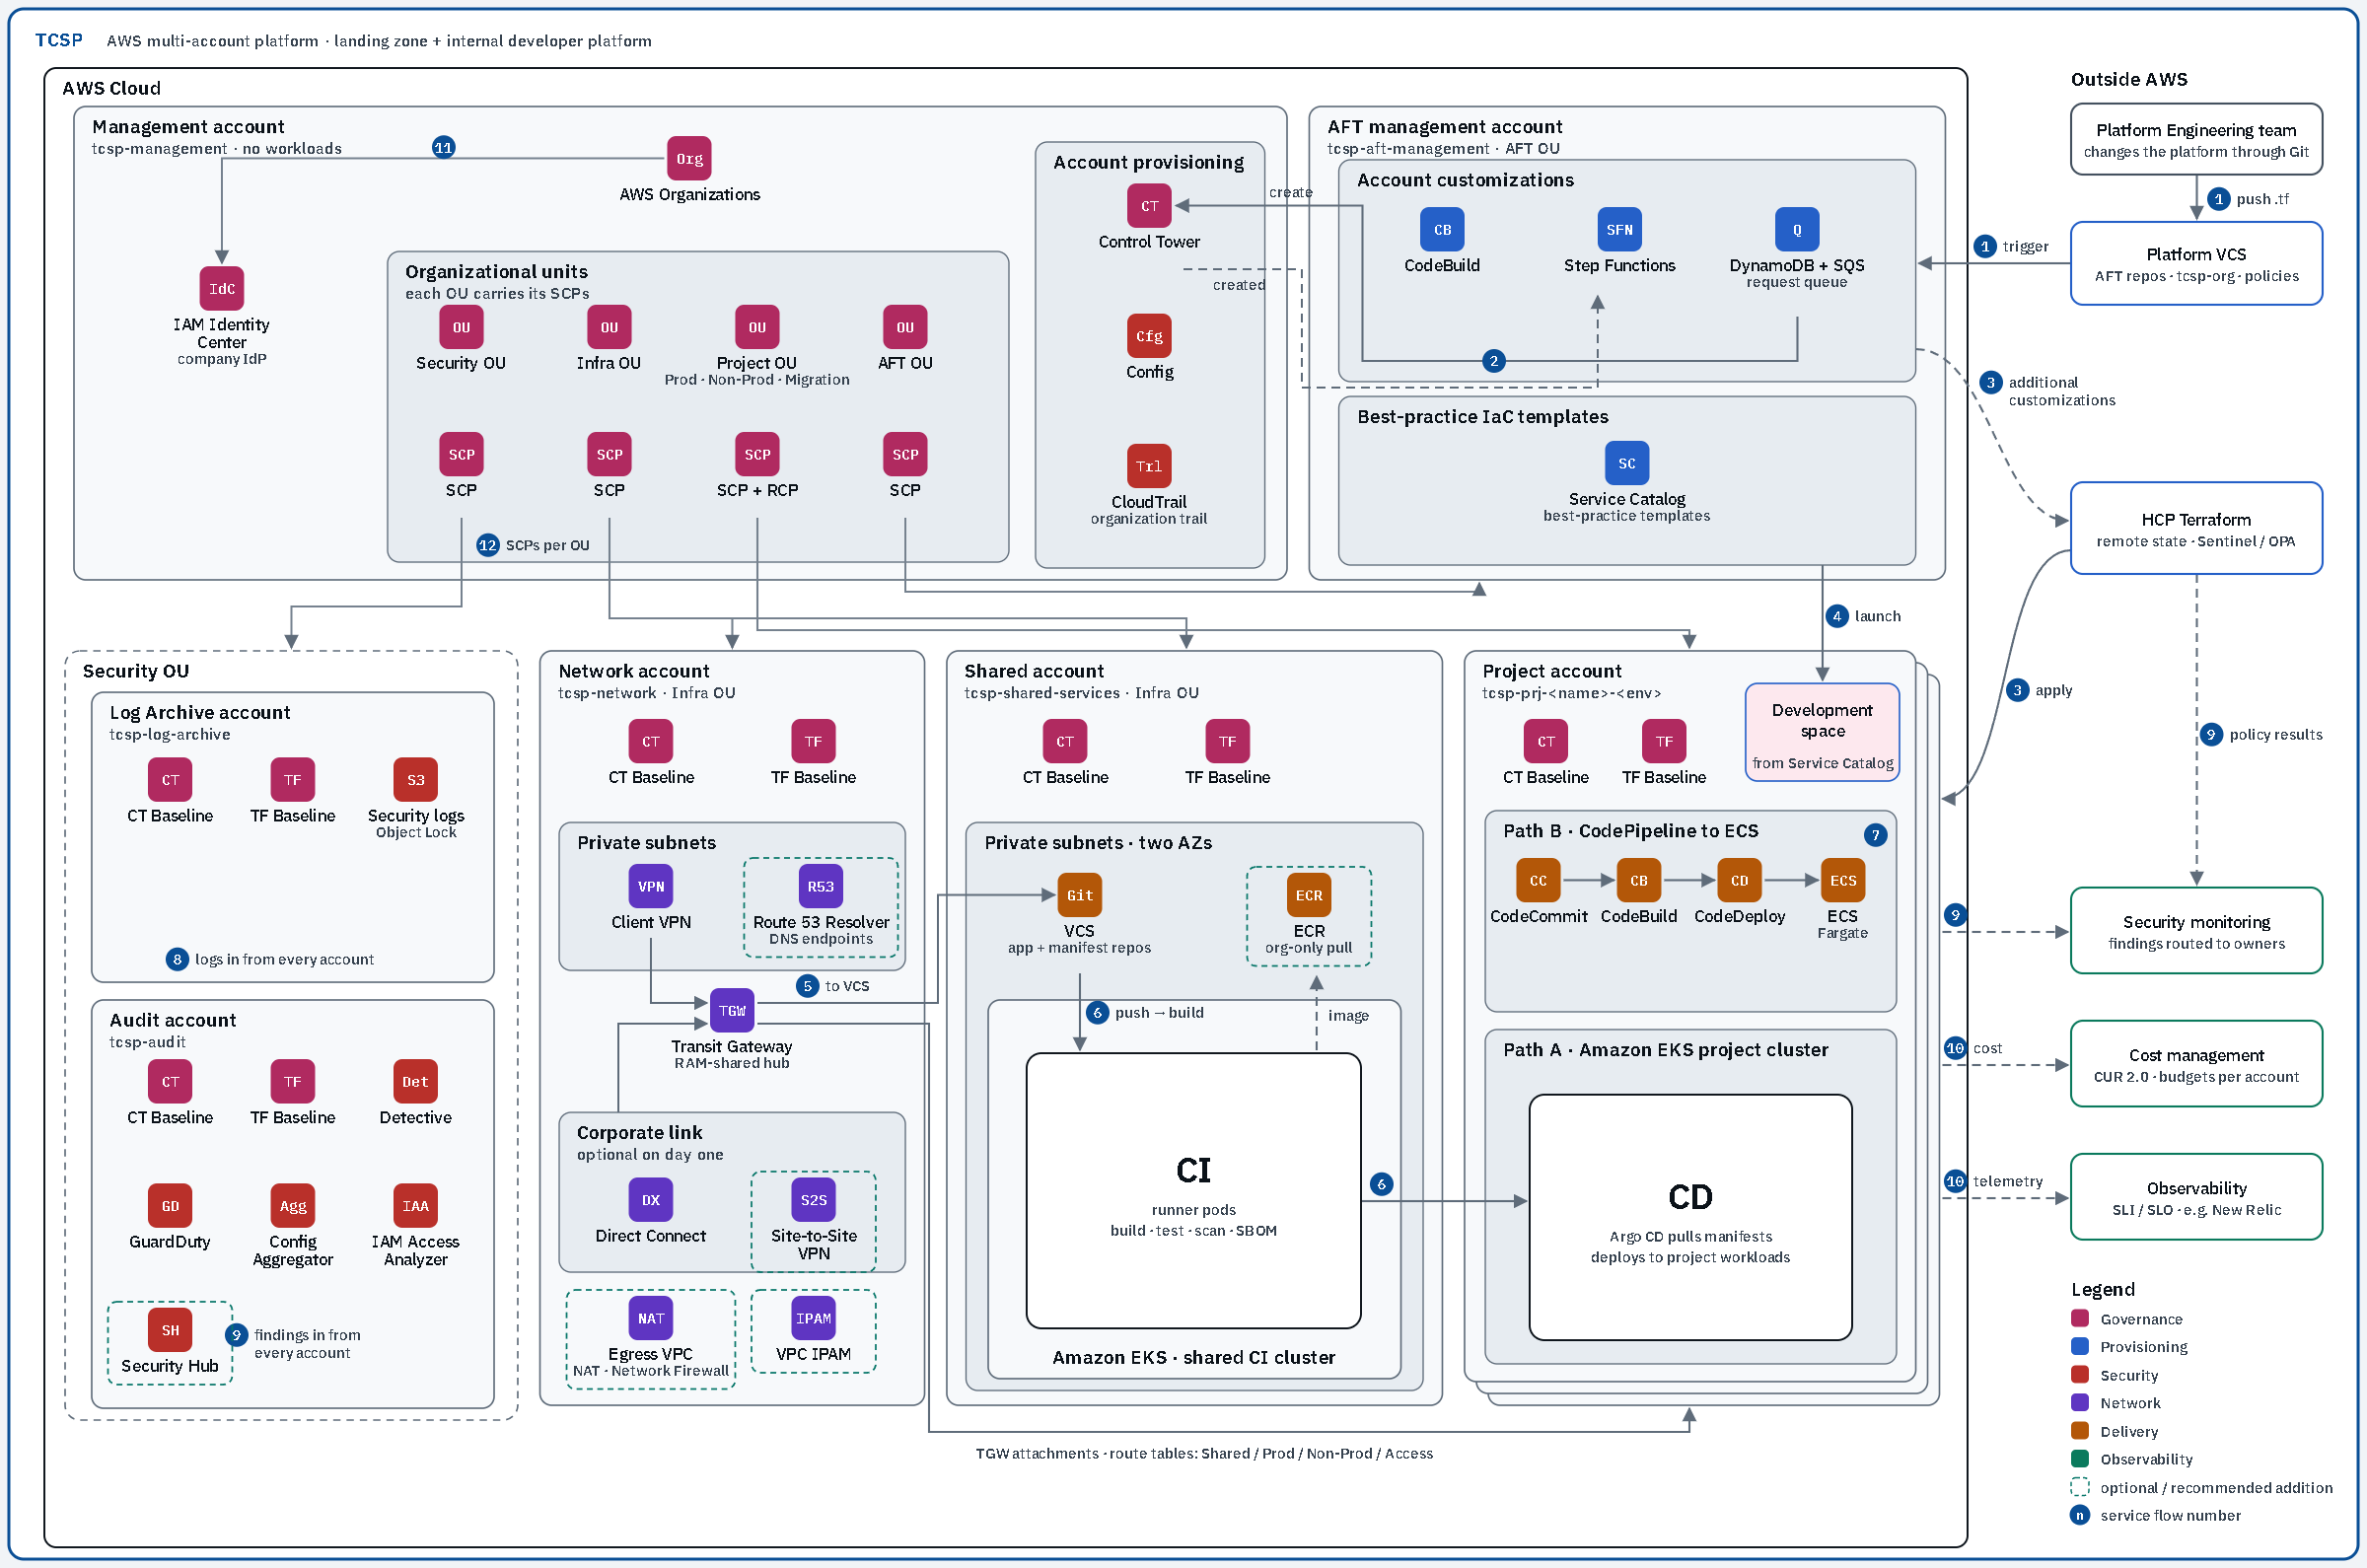 TCSP AWS multi-account platform · landing zone + internal developer platform
AWS Cloud
Management account
tcsp-management · no workloads
11
Org
AWS Organizations
IdC
IAM Identity
Center
company IdP
Organizational units
each OU carries its SCPs
OU
Security OU
OU
Infra OU
OU
Project OU
Prod · Non-Prod · Migration
OU
AFT OU
SCP
SCP
SCP
SCP
SCP
SCP + RCP
SCP
SCP
12 SCPs per OU
Account provisioning
CT
Control Tower
create
created
Cfg
Config
Trl
CloudTrail
organization trail
AFT management account
tcsp-aft-management · AFT OU
Account customizations
CB
CodeBuild
SFN
Step Functions
Q
DynamoDB + SQS
request queue
2
Best-practice IaC templates
SC
Service Catalog
best-practice templates
4 launch
Outside AWS
Platform Engineering team
changes the platform through Git
1 push .tf
Platform VCS
AFT repos · tcsp-org · policies
1 trigger
3 additional
customizations
HCP Terraform
remote state · Sentinel / OPA
3 apply
9 policy results
Security OU
Log Archive account
tcsp-log-archive
CT
CT Baseline
TF
TF Baseline
S3
Security logs
Object Lock
8 logs in from every account
Audit account
tcsp-audit
CT
CT Baseline
TF
TF Baseline
Det
Detective
GD
GuardDuty
Agg
Config
Aggregator
IAA
IAM Access
Analyzer
SH
Security Hub
9 findings in from
every account
Network account
tcsp-network · Infra OU
CT
CT Baseline
TF
TF Baseline
Private subnets
VPN
Client VPN
R53
Route 53 Resolver
DNS endpoints
5 to VCS
TGW
Transit Gateway
RAM-shared hub
Corporate link
optional on day one
DX
Direct Connect
S2S
Site-to-Site
VPN
NAT
Egress VPC
NAT · Network Firewall
IPAM
VPC IPAM
Shared account
tcsp-shared-services · Infra OU
CT
CT Baseline
TF
TF Baseline
Private subnets · two AZs
Git
VCS
app + manifest repos
ECR
ECR
org-only pull
6 push → build
image
CI
runner pods
build · test · scan · SBOM
Amazon EKS · shared CI cluster
6
TGW attachments · route tables: Shared / Prod / Non-Prod / Access
Project account
tcsp-prj-<name>-<env>
CT
CT Baseline
TF
TF Baseline
Development
space
from Service Catalog
Path B · CodePipeline to ECS
7
CC
CodeCommit
CB
CodeBuild
CD
CodeDeploy
ECS
ECS
Fargate
Path A · Amazon EKS project cluster
CD
Argo CD pulls manifests
deploys to project workloads
9
Security monitoring
findings routed to owners
10 cost
Cost management
CUR 2.0 · budgets per account
10 telemetry
Observability
SLI / SLO · e.g. New Relic
Legend
Governance
Provisioning
Security
Network
Delivery
Observability
optional / recommended addition
n service flow number